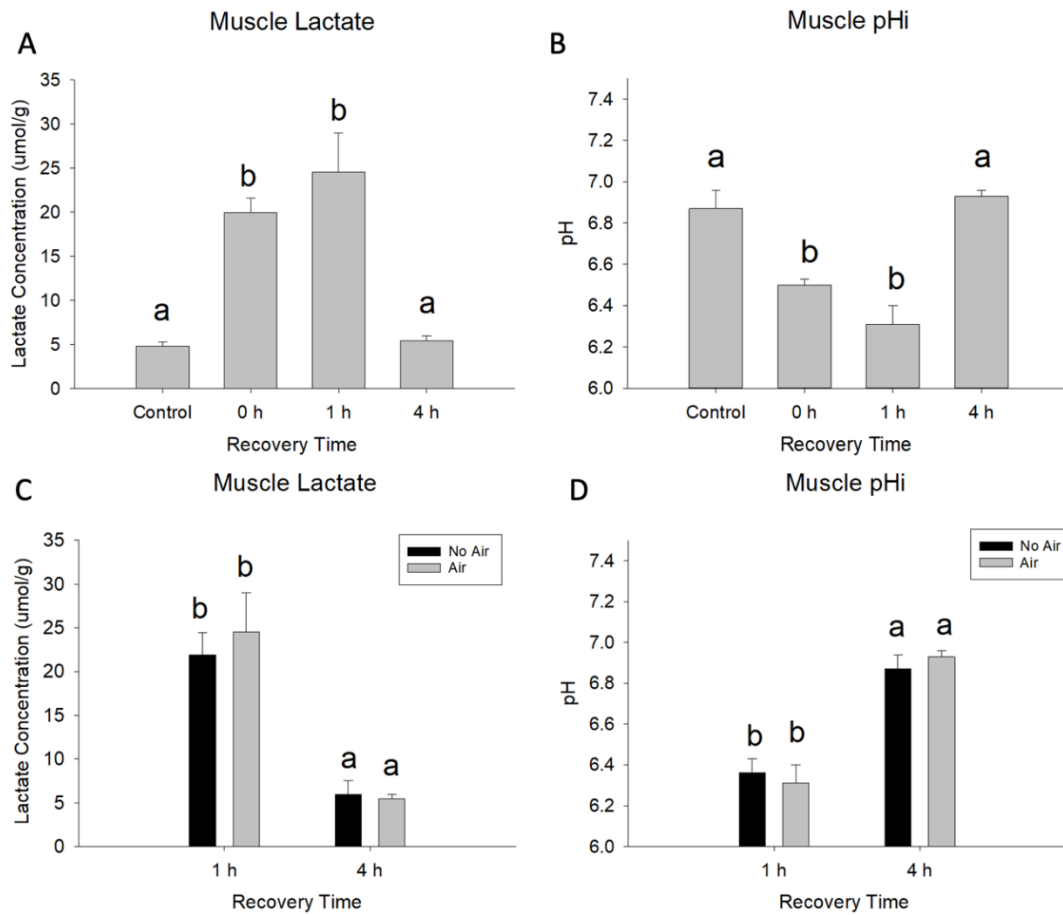 A
Muscle Lactate
35
30
25
20
15
10
5
0
Lactate Concentration (umol/g)
a
b
b
a
Control 0 h 1 h 4 h
Recovery Time
B
Muscle pHi
7.4
7.2
7.0
6.8
6.6
6.4
6.2
6.0
pH
a
b
b
a
Control 0 h 1 h 4 h
Recovery Time
C
Muscle Lactate
35
30
25
20
15
10
5
0
Lactate Concentration (umol/g)
No Air
Air
b
b
a
a
1 h 4 h
Recovery Time
D
Muscle pHi
7.4
7.2
7.0
6.8
6.6
6.4
6.2
6.0
pH
No Air
Air
b
b
a
a
1 h 4 h
Recovery Time